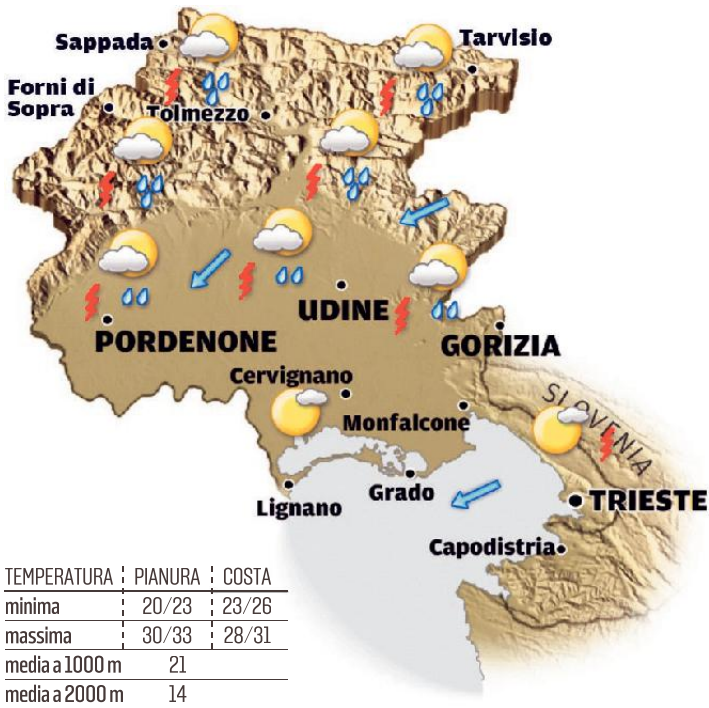 Sappada
Tarvisio
Forni di
Sopra
Tolmezzo
UDINE
PORDENONE
GORIZIA
Cervignano
SLOVENIA
Monfalcone
Grado
Lignano
TRIESTE
Capodistria
TEMPERATURA PIANURA COSTA
minima 20/23 23/26
massima 30/33 28/31
media a 1000 m 21
media a 2000 m 14